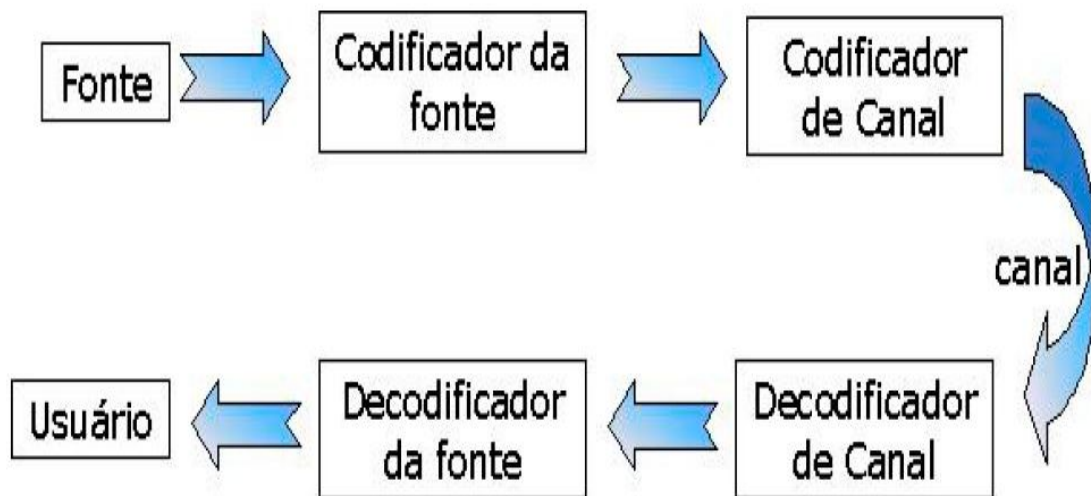 Fonte
Codificador da
fonte
Codificador
de Canal
canal
Usuário
Decodificador
da fonte
Decodificador
de Canal